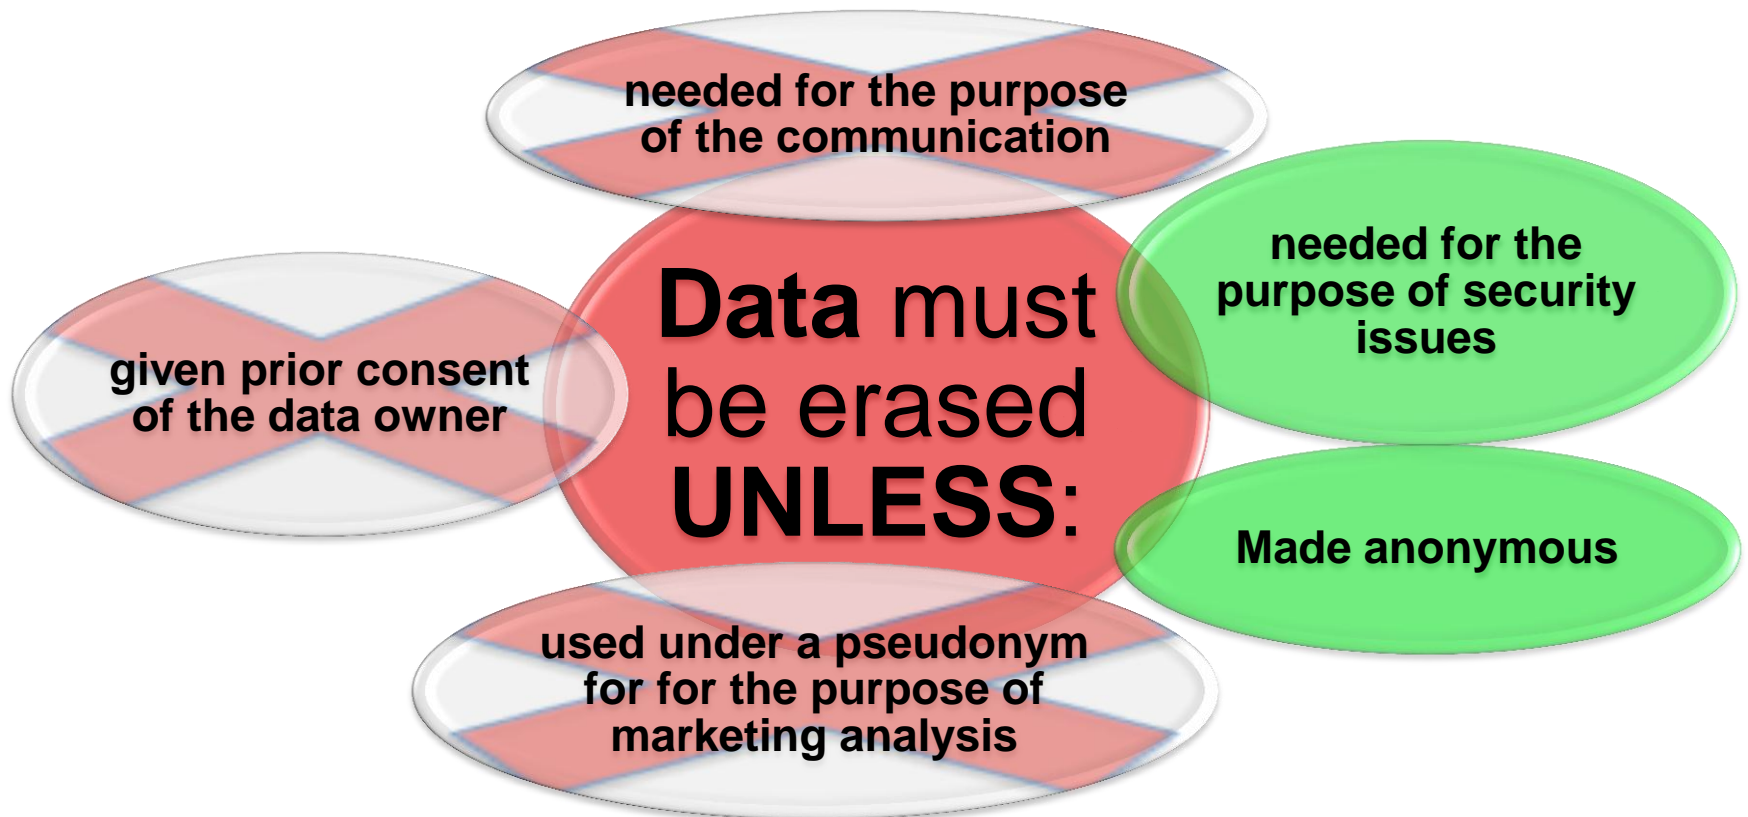 needed for the purpose
of the communication
needed for the
purpose of security
issues
Data must
be erased
UNLESS:
given prior consent
of the data owner
Made anonymous
used under a pseudonym
for for the purpose of
marketing analysis